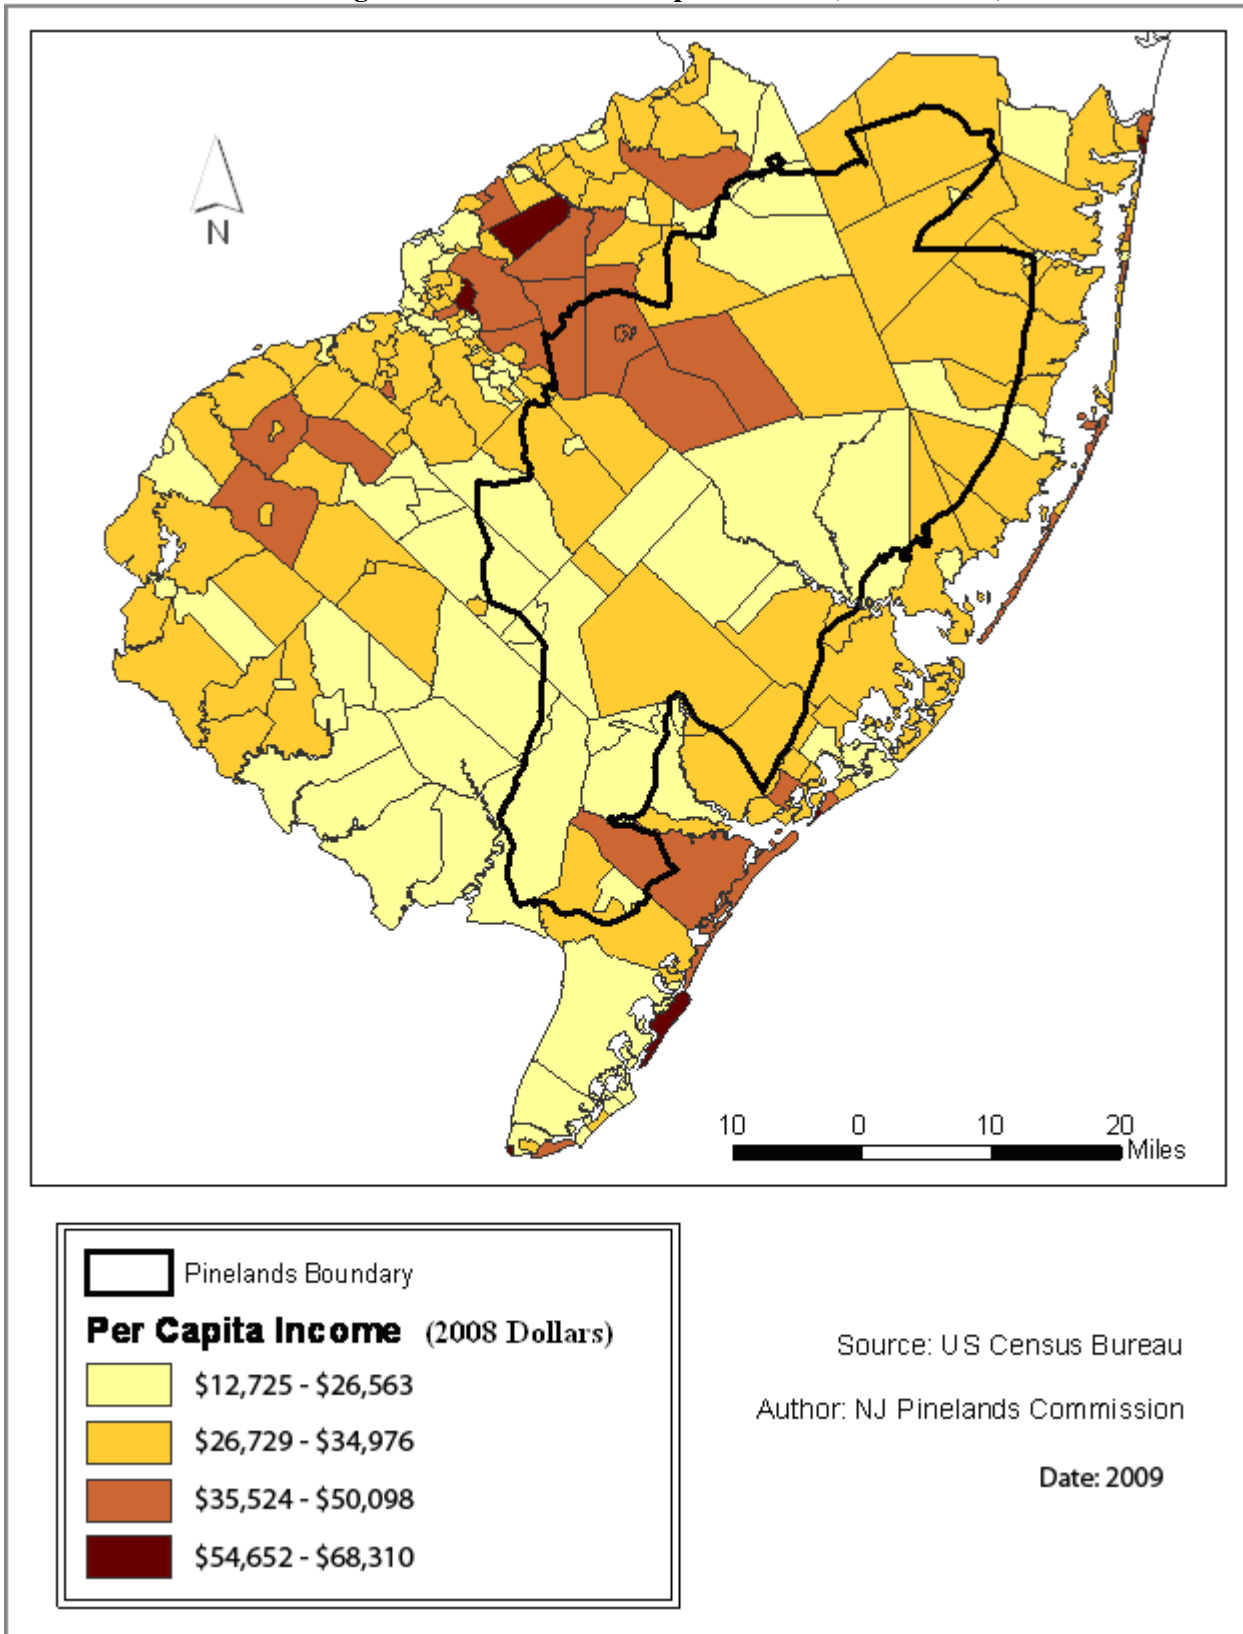 N
10 0 10 20
Miles
Pinelands Boundary
Per Capita Income (2008 Dollars)
$12,725 - $26,563
$26,729 - $34,976
$35,524 - $50,098
$54,652 - $68,310
Source: US Census Bureau
Author: NJ Pinelands Commission
Date: 2009